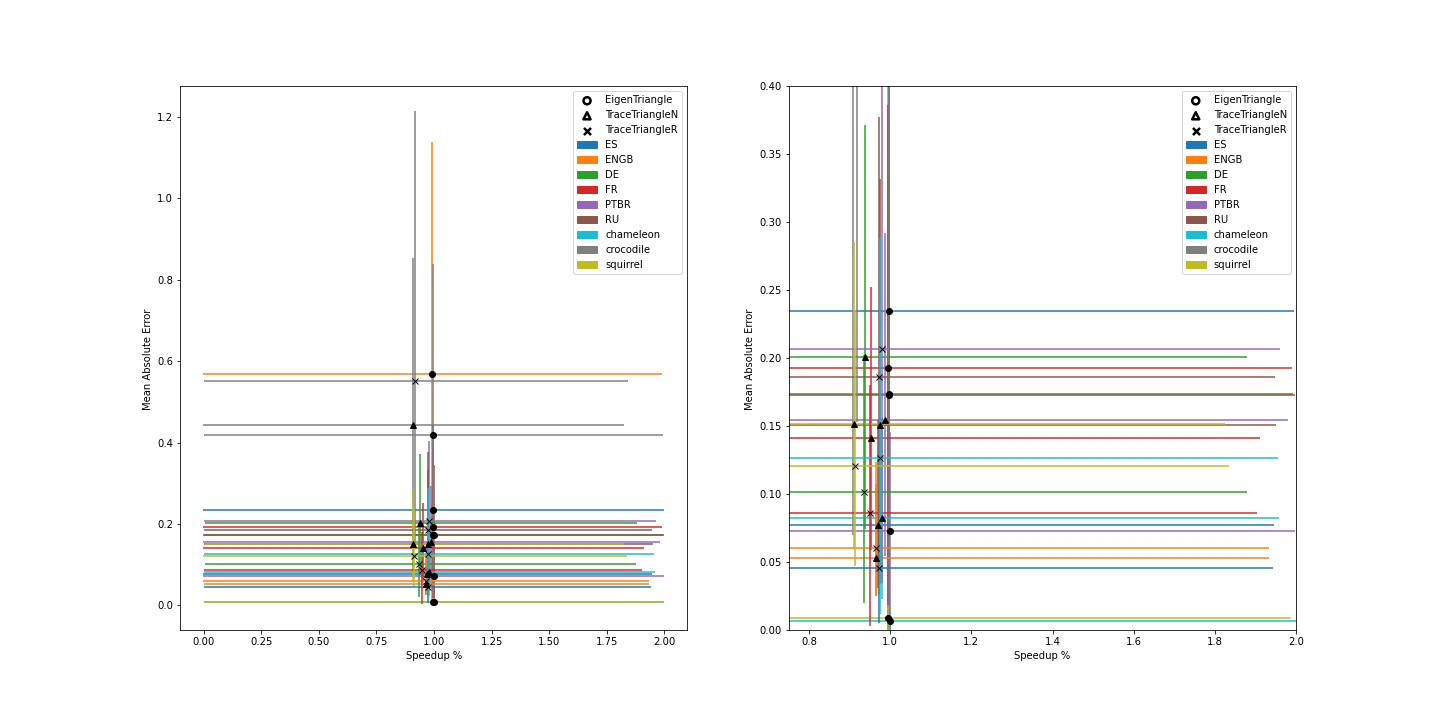 1.2
1.0
0.8
0.6
0.4
0.2
0.0
Mean Absolute Error
0.00
0.25
0.50
0.75
1.00
1.25
1.50
1.75
2.00
Speedup %
EigenTriangle
TraceTriangleN
TraceTriangleR
ES
ENGB
DE
FR
PTBR
RU
chameleon
crocodile
squirrel
0.40
0.35
0.30
0.25
0.20
0.15
0.10
0.05
0.00
Mean Absolute Error
0.8
1.0
1.2
1.4
1.6
1.8
2.0
Speedup %
EigenTriangle
TraceTriangleN
TraceTriangleR
ES
ENGB
DE
FR
PTBR
RU
chameleon
crocodile
squirrel